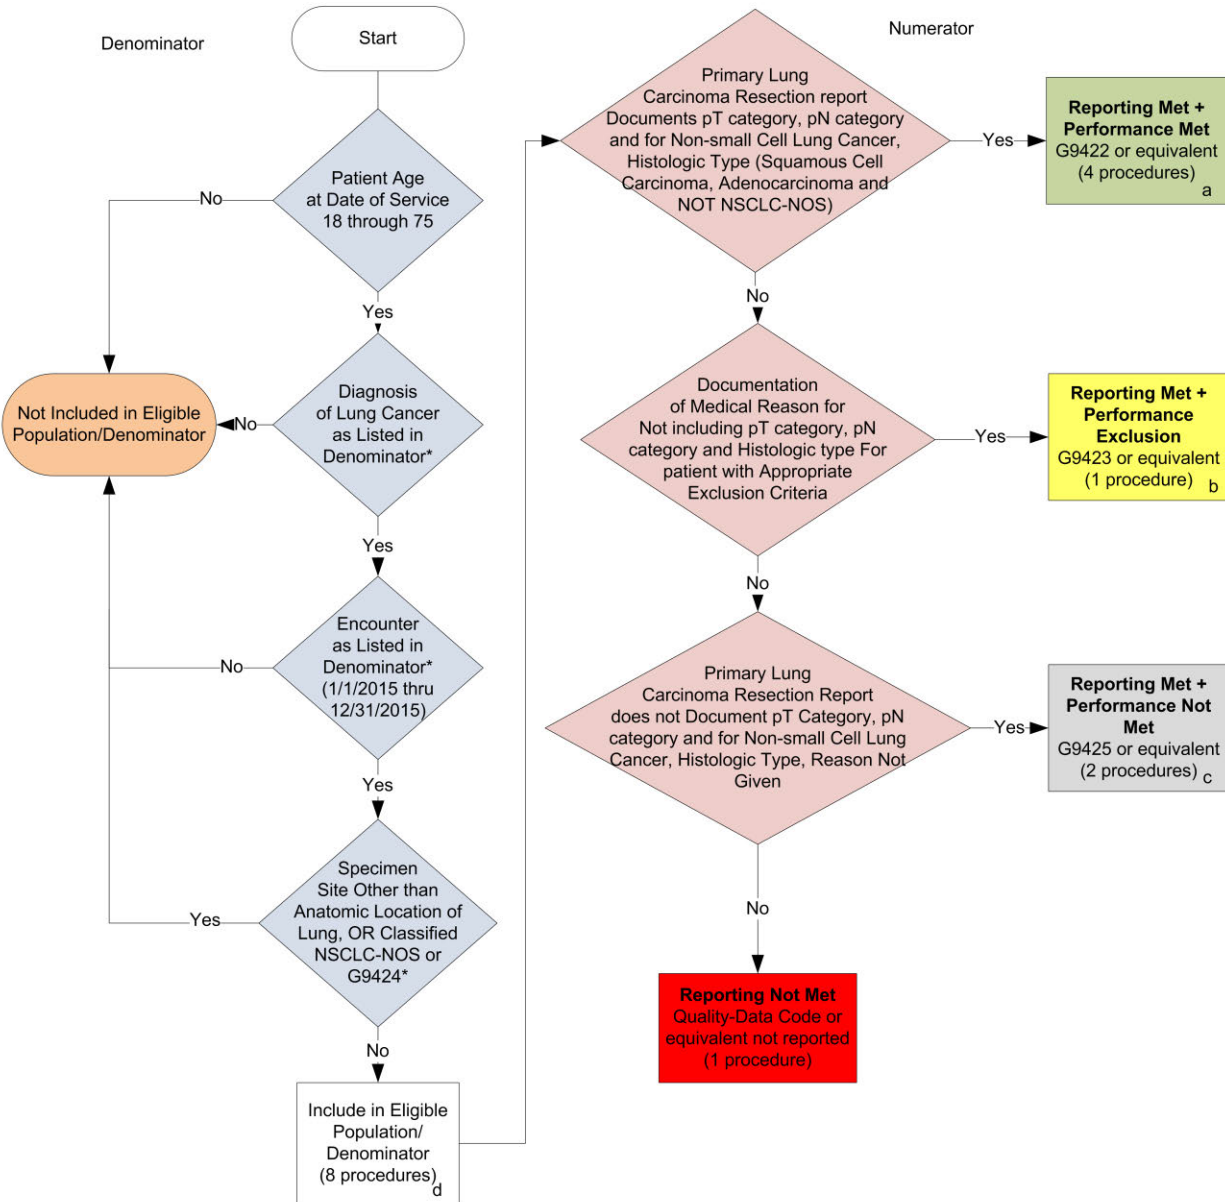 Denominator
Start
No
Patient Age
at Date of Service
18 through 75
Yes
Not Included in Eligible
Population/Denominator
No
Diagnosis
of Lung Cancer
as Listed in
Denominator*
Yes
No
Encounter
as Listed in
Denominator*
(1/1/2015 thru
12/31/2015)
Yes
Yes
Specimen
Site Other than
Anatomic Location of
Lung, OR Classified
NSCLC-NOS or
G9424*
No
Include in Eligible
Population/
Denominator
(8 procedures)
d
Numerator
Primary Lung
Carcinoma Resection report
Documents pT category, pN category
and for Non-small Cell Lung Cancer,
Histologic Type (Squamous Cell
Carcinoma, Adenocarcinoma and
NOT NSCLC-NOS)
Yes
Reporting Met +
Performance Met
G9422 or equivalent
(4 procedures)
a
No
Documentation
of Medical Reason for
Not including pT category, pN
category and Histologic type For
patient with Appropriate
Exclusion Criteria
Yes
Reporting Met +
Performance
Exclusion
G9423 or equivalent
(1 procedure)
b
No
Primary Lung
Carcinoma Resection Report
does not Document pT Category, pN
category and for Non-small Cell Lung
Cancer, Histologic Type, Reason Not
Given
Yes
Reporting Met +
Performance Not
Met
G9425 or equivalent
(2 procedures)
c
No
Reporting Not Met
Quality-Data Code or
equivalent not reported
(1 procedure)